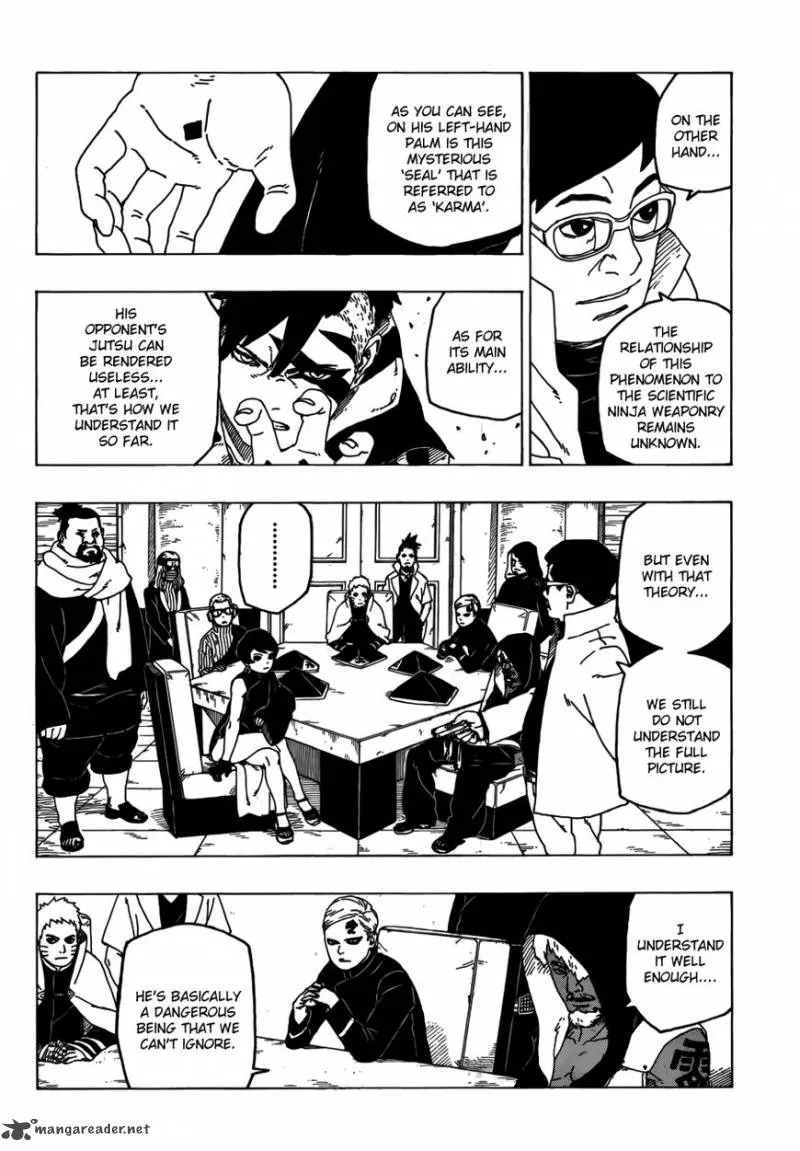 ON THE
OTHER
HAND...
THE
RELATIONSHIP
OF THIS
PHENOMENON TO
THE SCIENTIFIC
NINJA WEAPONRY
REMAINS
UNKNOWN.
AS YOU CAN SEE,
ON HIS LEFT-HAND
PALM IS THIS
MYSTERIOUS
'SEAL' THAT IS
REFERRED TO
AS 'KARMA'.
AS FOR
ITS MAIN
ABILITY...
HIS
OPPONENT'S
JUTSU CAN
BE RENDERED
USELESS...
AT LEAST,
THAT'S HOW WE
UNDERSTAND IT
SO FAR.
BUT EVEN
WITH THAT
THEORY...
WE STILL
DO NOT
UNDERSTAND
THE FULL
PICTURE.
.........
I
UNDERSTAND
IT WELL
ENOUGH....
雷
HE'S BASICALLY
A DANGEROUS
BEING THAT WE
CAN'T IGNORE.
mangareader.net